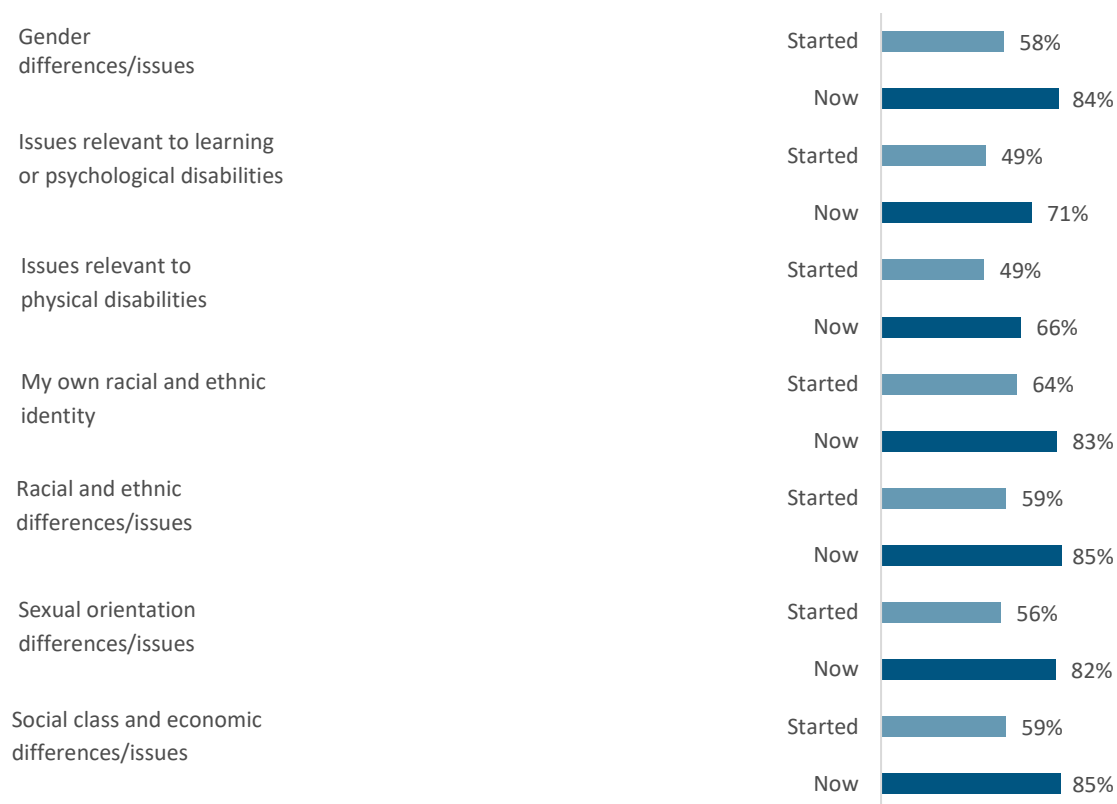 Gender
differences/issues
Started
58%
Now
84%
Issues relevant to learning
or psychological disabilities
Started
49%
Now
71%
Issues relevant to
physical disabilities
Started
49%
Now
66%
My own racial and ethnic
identity
Started
64%
Now
83%
Racial and ethnic
differences/issues
Started
59%
Now
85%
Sexual orientation
differences/issues
Started
56%
Now
82%
Social class and economic
differences/issues
Started
59%
Now
85%